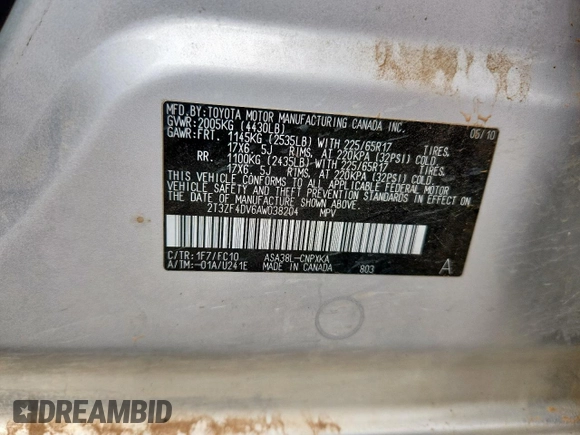 MFD.BY:TOYOTA MOTOR MANUFACTURING CANADA INC.
GVWR:2005KG (4430LB) 06/10
GAWR:FRT. 1145KG (2535LB) WITH 225/65R17 TIRES,
17X6.5J RIMS, AT 220KPA (32PSI) COLD
RR. 1100KG (2435LB) WITH 225/65R17 TIRES,
17X6.5J RIMS, AT 220KPA (32PSI) COLD
THIS VEHICLE CONFORMS TO ALL APPLICABLE FEDERAL MOTOR
VEHICLE SAFETY AND BUMPER STANDARDS IN EFFECT ON
THE DATE OF MANUFACTURE SHOWN ABOVE.
2T3ZF4DV6AW038204 MPV
C/TR:1F7/FC10 ASA38L-CNPXKA
A/TM:-01A/U241E MADE IN CANADA 803 A
DREAMBID